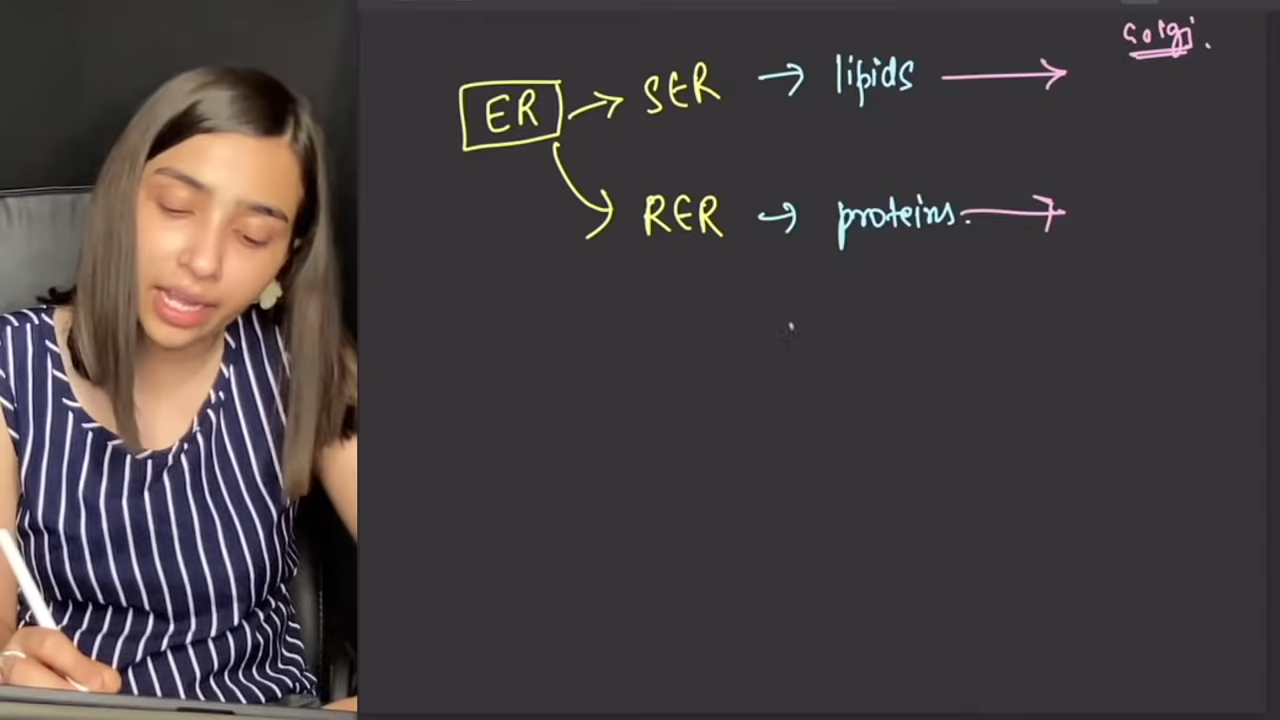 Golgi.
ER → SER → lipids →
RER → proteins. →